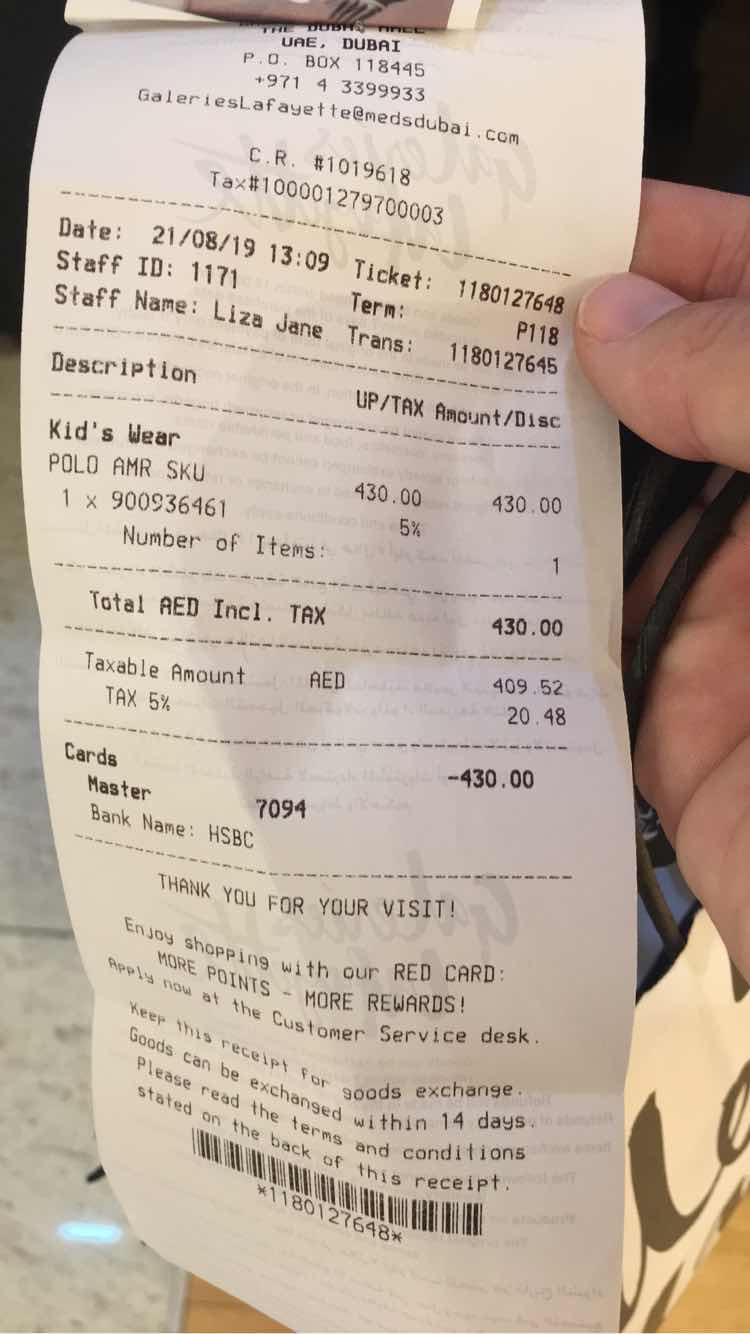 THE DUBAI MALL
UAE, DUBAI
P.O. BOX 118445
+971 4 3399933
GaleriesLafayette@medsdubai.com
C.R. #1019618
Tax#100001279700003
Date: 21/08/19 13:09 Ticket: 1180127648
Staff ID: 1171 Term: P118
Staff Name: Liza Jane Trans: 1180127645
Description UP/TAX Amount/Disc
Kid's Wear
POLO AMR SKU 430.00 430.00
1 x 900936461 5%
Number of Items: 1
Total AED Incl. TAX 430.00
Taxable Amount AED 409.52
TAX 5% 20.48
Cards -430.00
Master 7094
Bank Name: HSBC
THANK YOU FOR YOUR VISIT!
Enjoy shopping with our RED CARD:
MORE POINTS - MORE REWARDS!
Apply now at the Customer Service desk.
Keep this receipt for goods exchange.
Goods can be exchanged within 14 days.
Please read the terms and conditions
stated on the back of this receipt.
*1180127648*